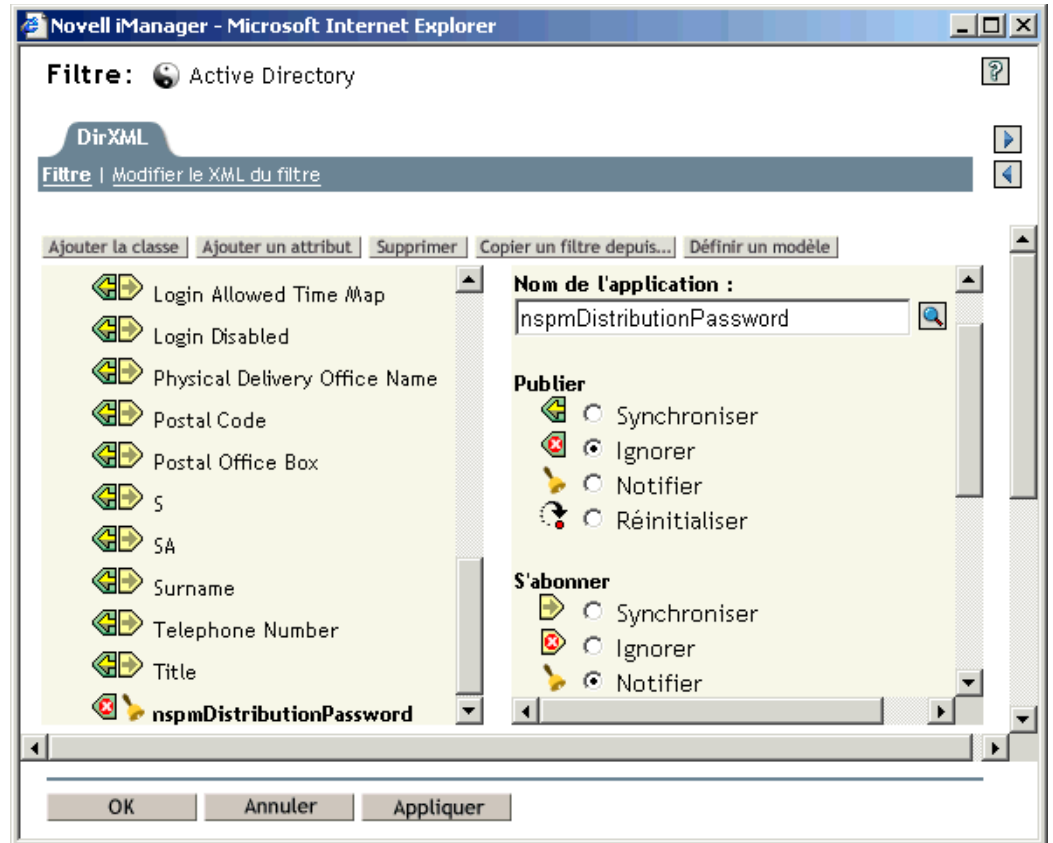 Novell iManager - Microsoft Internet Explorer
Filtre: Active Directory
?
DirXML
Filtre | Modifier le XML du filtre
Ajouter la classe Ajouter un attribut Supprimer Copier un filtre depuis... Définir un modèle
Login Allowed Time Map
Login Disabled
Physical Delivery Office Name
Postal Code
Postal Office Box
S
SA
Surname
Telephone Number
Title
nspmDistributionPassword
Nom de l'application :
nspmDistributionPassword
Publier
Synchroniser
Ignorer
Notifier
Réinitialiser
S'abonner
Synchroniser
Ignorer
Notifier
OK Annuler Appliquer